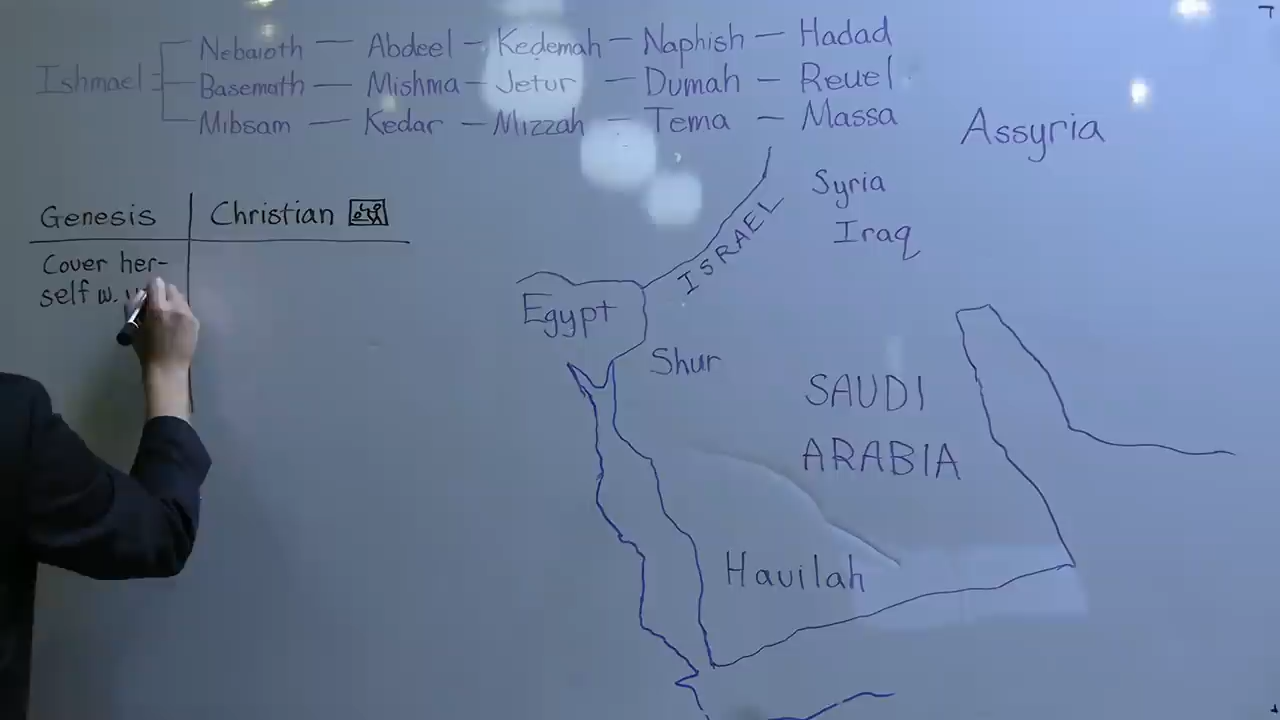 Ishmael
Nebaioth — Abdeel — Kedemah — Naphish — Hadad
Basemath — Mishma — Jetur — Dumah — Reuel
Mibsam — Kedar — Mizzah — Tema — Massa
Assyria
Syria
Iraq
ISRAEL
Egypt
Shur
SAUDI
ARABIA
Havilah
Genesis
Christian
Cover her-
self w.